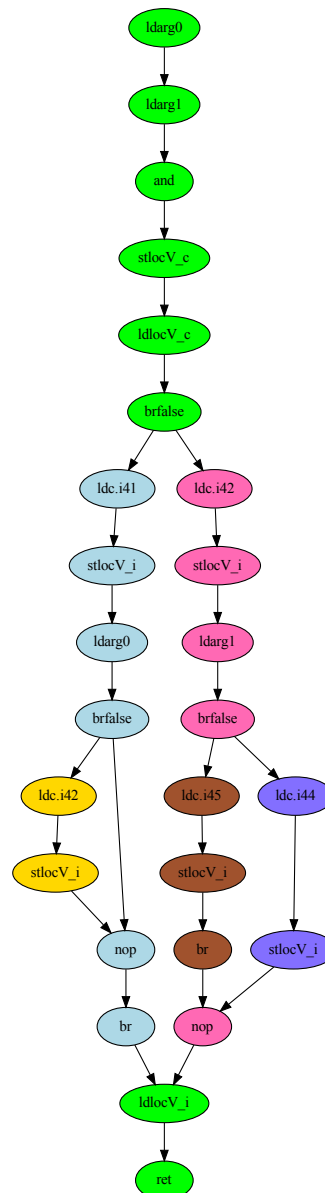 ldarg0
ldarg1
and
stlocV_c
ldlocV_c
brfalse
ldc.i41 ldc.i42
stlocV_i stlocV_i
ldarg0 ldarg1
brfalse brfalse
ldc.i42 ldc.i45 ldc.i44
stlocV_i stlocV_i
nop br stlocV_i
br nop
ldlocV_i
ret